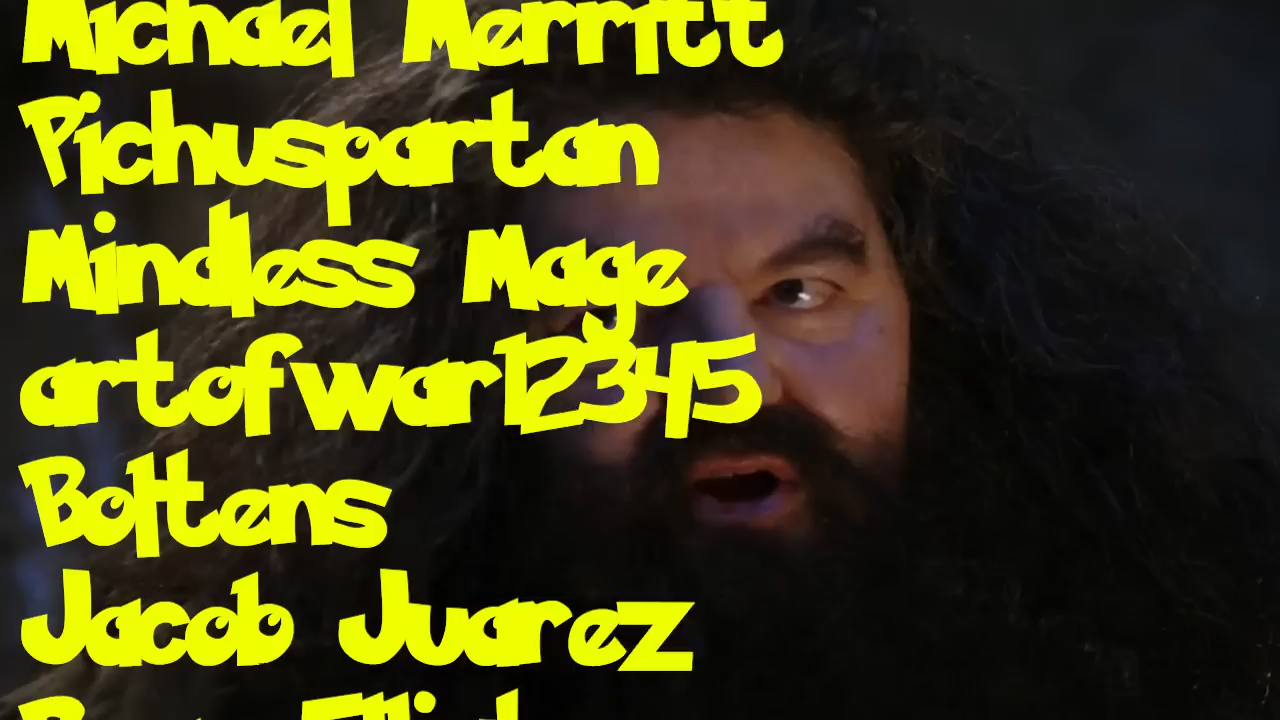 Michael Merritt
Pichuspartan
Mindless Mage
artofwar12345
Boltens
Jacob Juarez